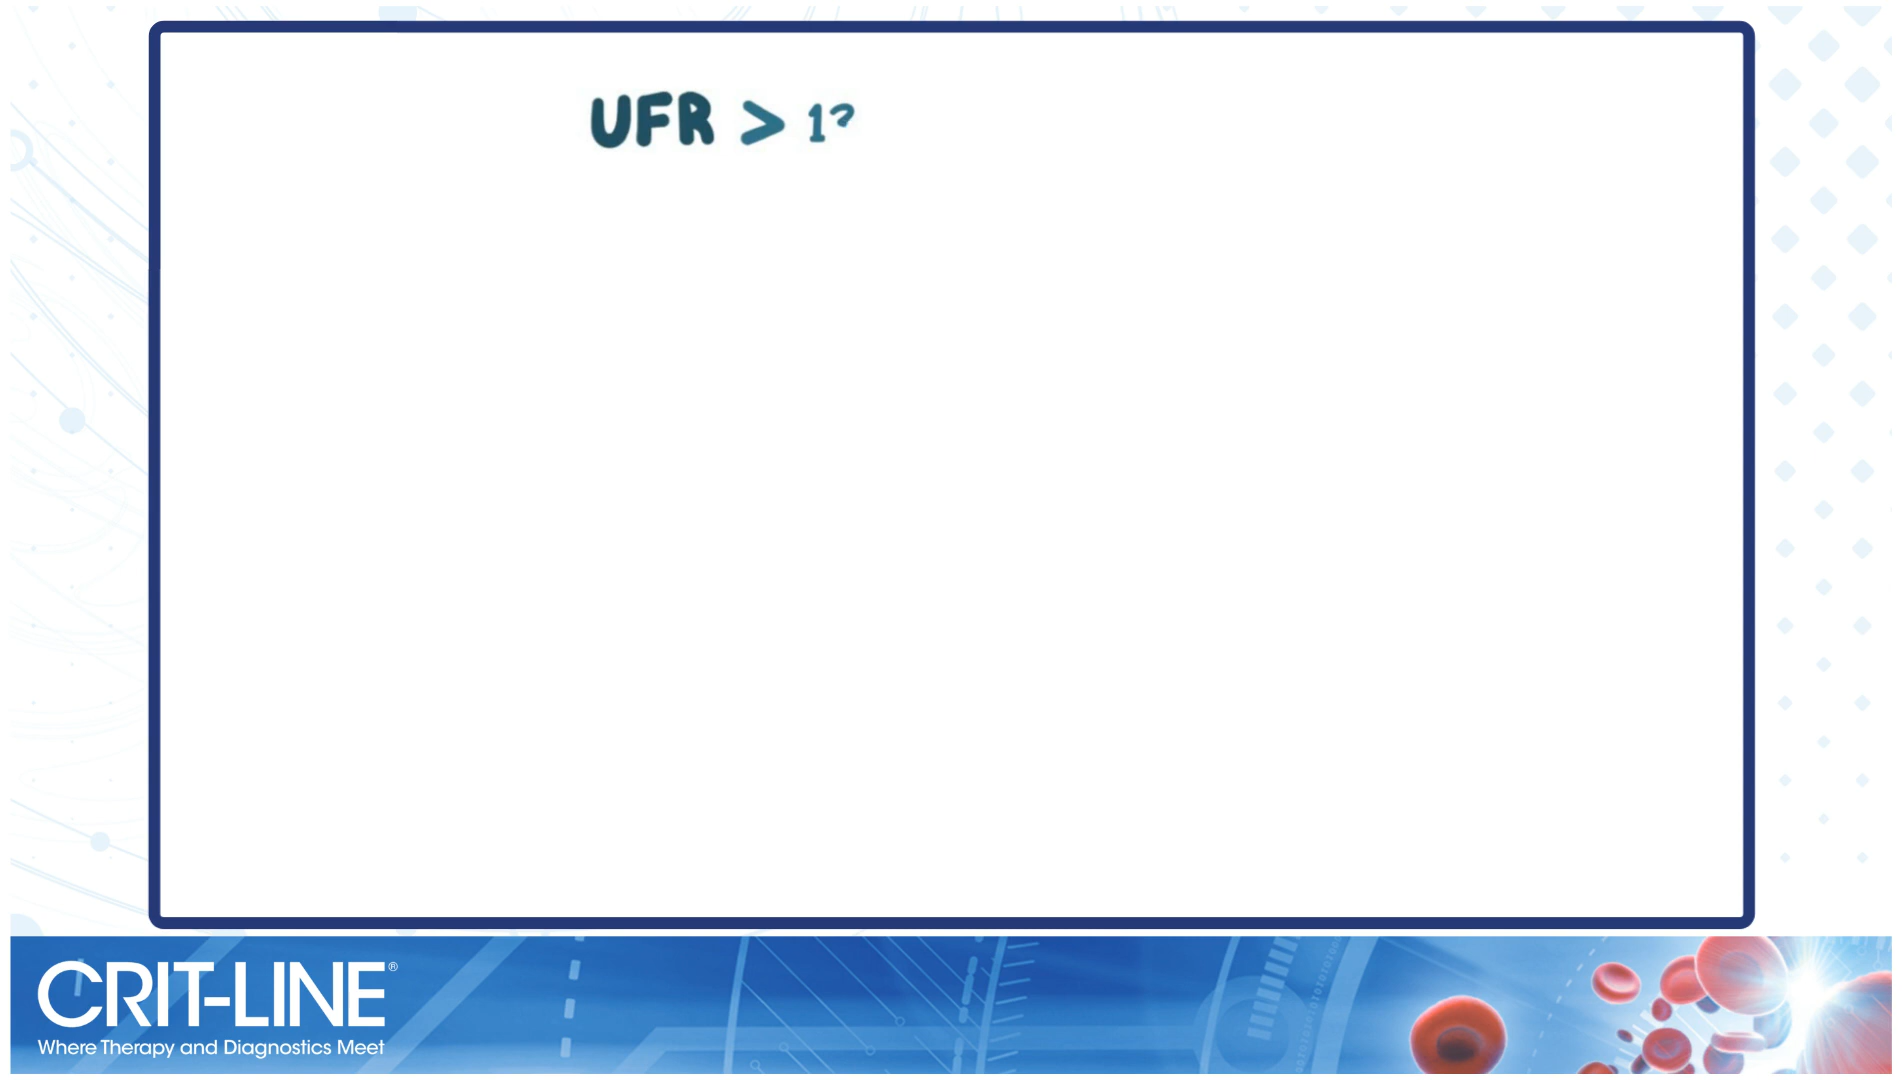 UFR > 1
CRIT-LINE®
Where Therapy and Diagnostics Meet